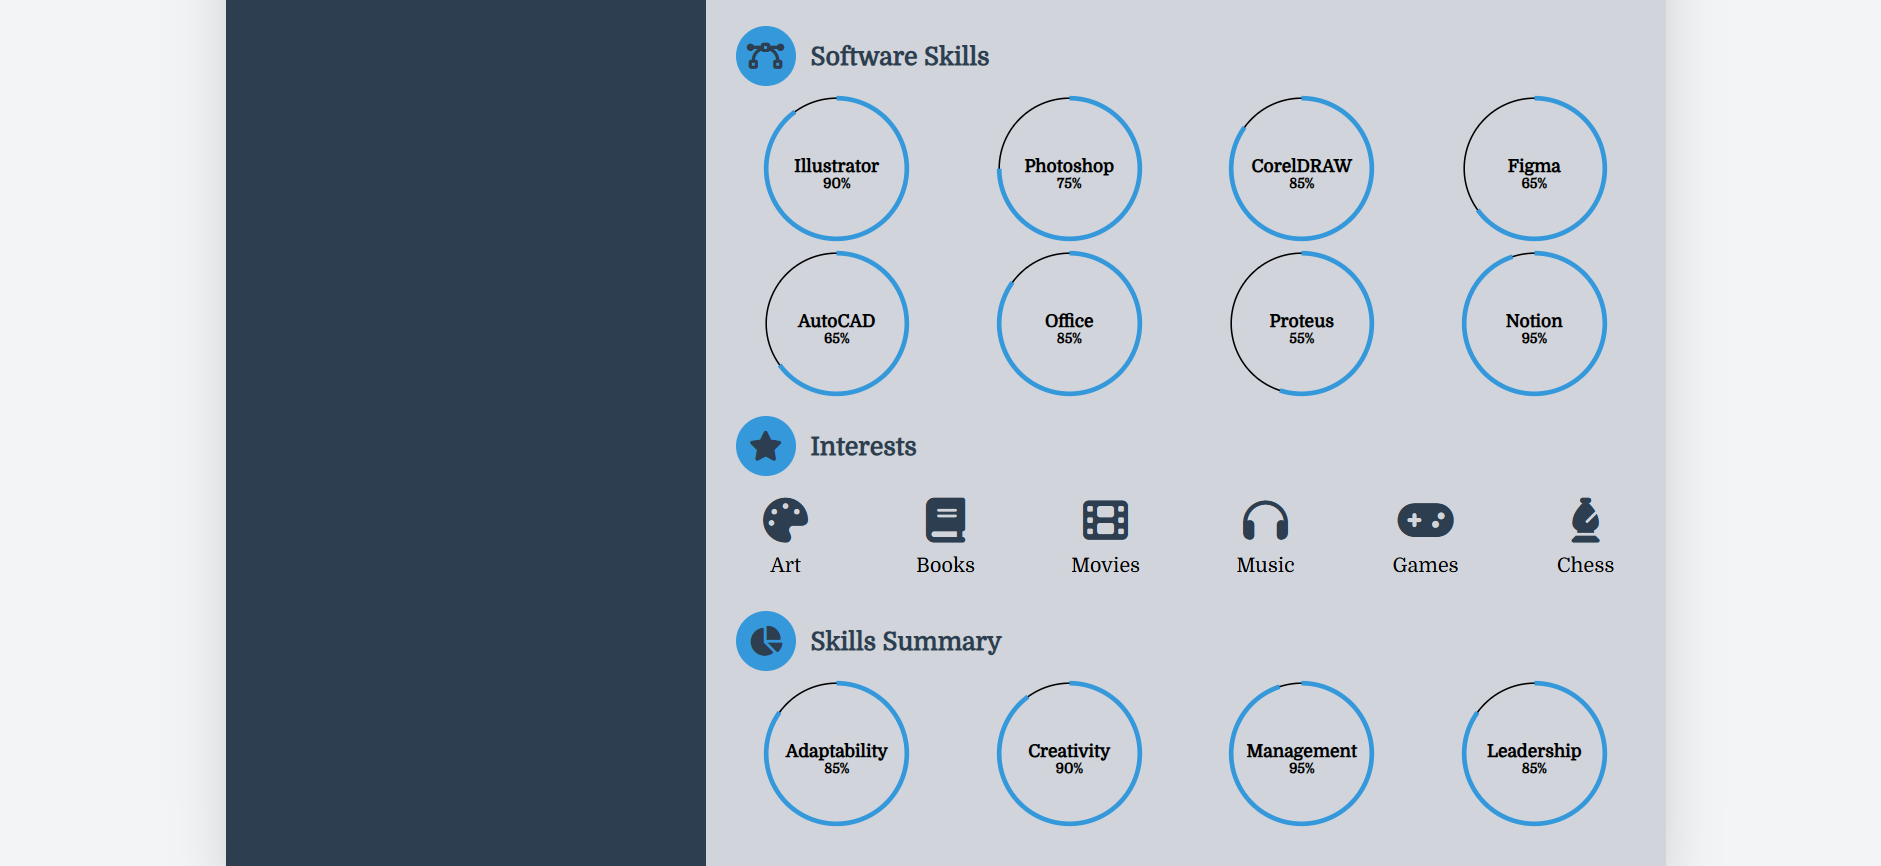 Software Skills
Illustrator
90%
Photoshop
75%
CorelDRAW
85%
Figma
65%
AutoCAD
65%
Office
85%
Proteus
55%
Notion
95%
Interests
Art
Books
Movies
Music
Games
Chess
Skills Summary
Adaptability
85%
Creativity
90%
Management
95%
Leadership
85%